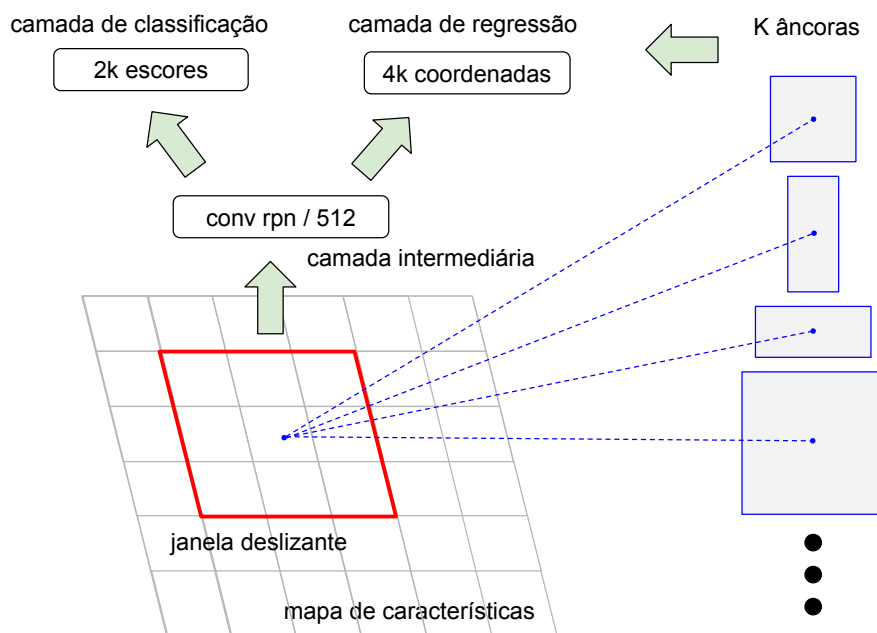 camada de classificação
camada de regressão
K âncoras
2k escores
4k coordenadas
conv rpn / 512
camada intermediária
janela deslizante
mapa de características